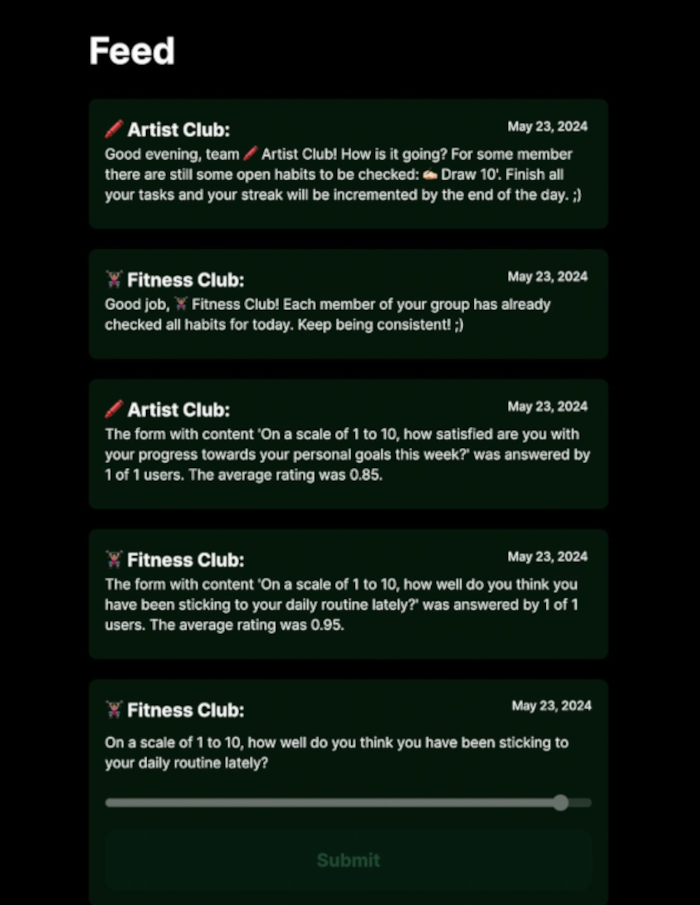 Feed
🖍️ Artist Club:
May 23, 2024
Good evening, team 🖍️ Artist Club! How is it going? For some member
there are still some open habits to be checked: ✍🏻 Draw 10'. Finish all
your tasks and your streak will be incremented by the end of the day. ;)
🏋🏽‍♀️ Fitness Club:
May 23, 2024
Good job, 🏋🏽‍♀️ Fitness Club! Each member of your group has already
checked all habits for today. Keep being consistent! ;)
🖍️ Artist Club:
May 23, 2024
The form with content 'On a scale of 1 to 10, how satisfied are you with
your progress towards your personal goals this week?' was answered by
1 of 1 users. The average rating was 0.85.
🏋🏽‍♀️ Fitness Club:
May 23, 2024
The form with content 'On a scale of 1 to 10, how well do you think you
have been sticking to your daily routine lately?' was answered by 1 of 1
users. The average rating was 0.95.
🏋🏽‍♀️ Fitness Club:
May 23, 2024
On a scale of 1 to 10, how well do you think you have been sticking to
your daily routine lately?
Submit